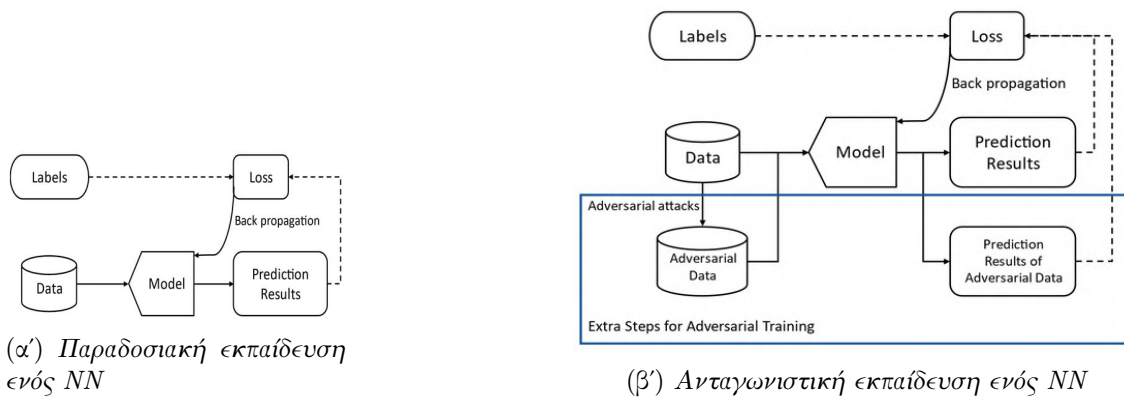 Labels
Loss
Back propagation
Data
Model
Prediction
Results
(α′) Παραδοσιακή εκπαίδευση
ενός NN
Labels
Loss
Back propagation
Data
Model
Prediction
Results
Adversarial attacks
Adversarial
Data
Prediction
Results of
Adversarial Data
Extra Steps for Adversarial Training
(β′) Ανταγωνιστική εκπαίδευση ενός NN